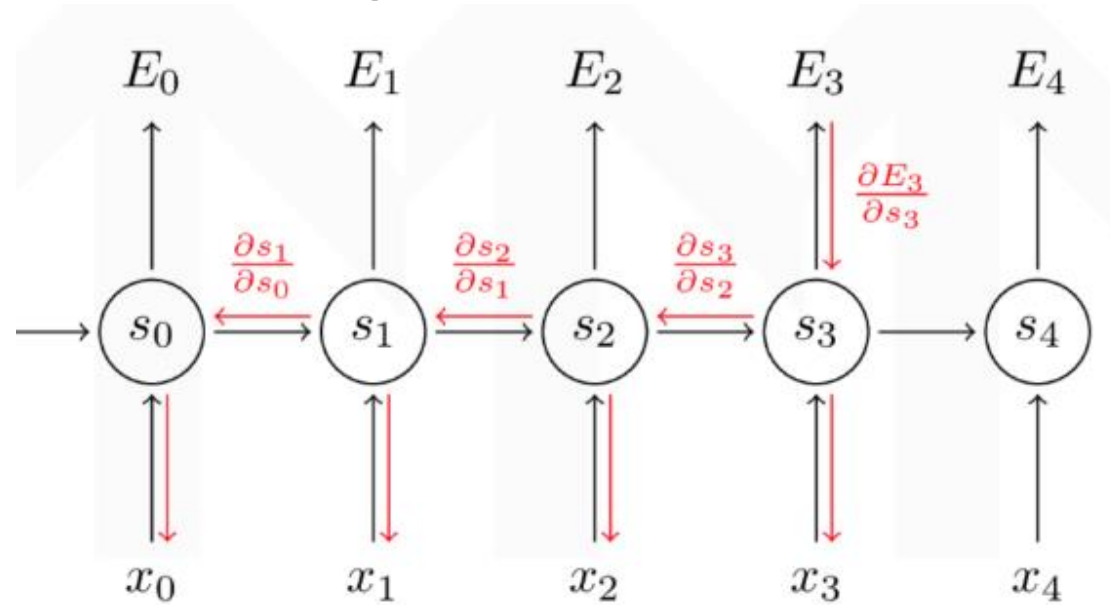 E₀ E₁ E₂ E₃ E₄
∂E₃/∂s₃
∂s₁/∂s₀ ∂s₂/∂s₁ ∂s₃/∂s₂
s₀ s₁ s₂ s₃ s₄
x₀ x₁ x₂ x₃ x₄